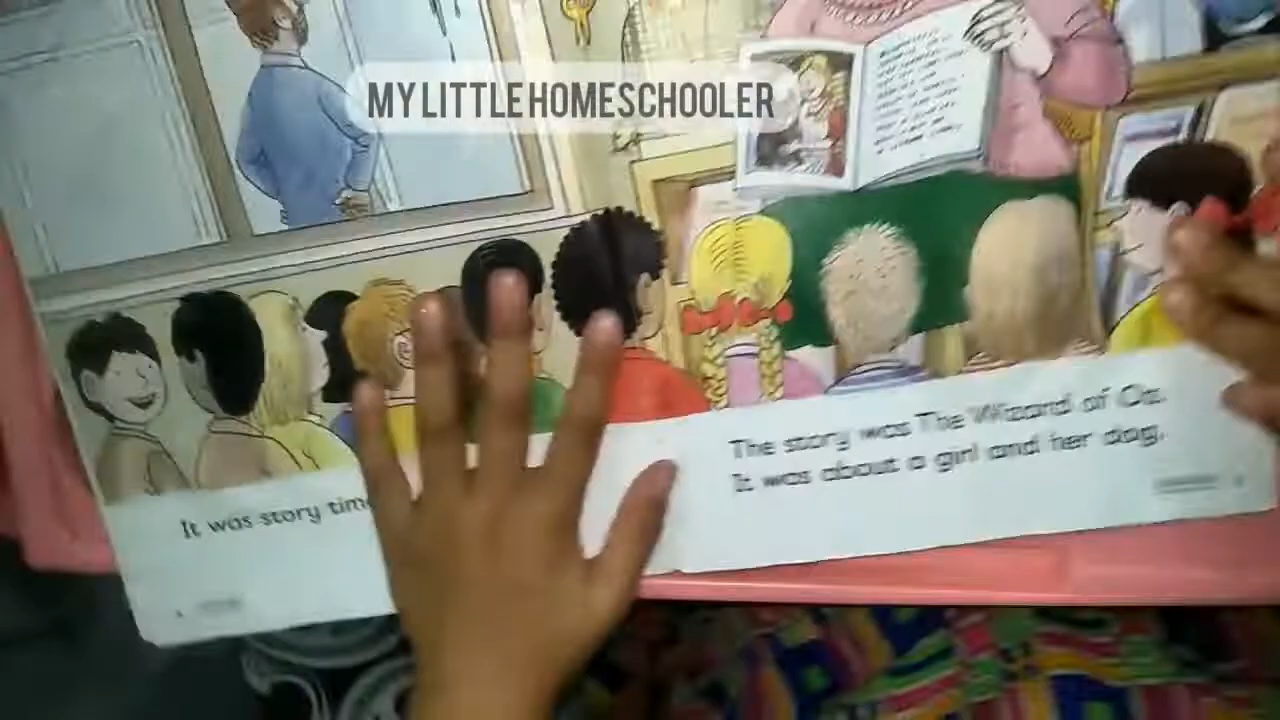 MY LITTLE HOMESCHOOLER
It was story time
The story was The Wizard of Oz.
It was about a girl and her dog.